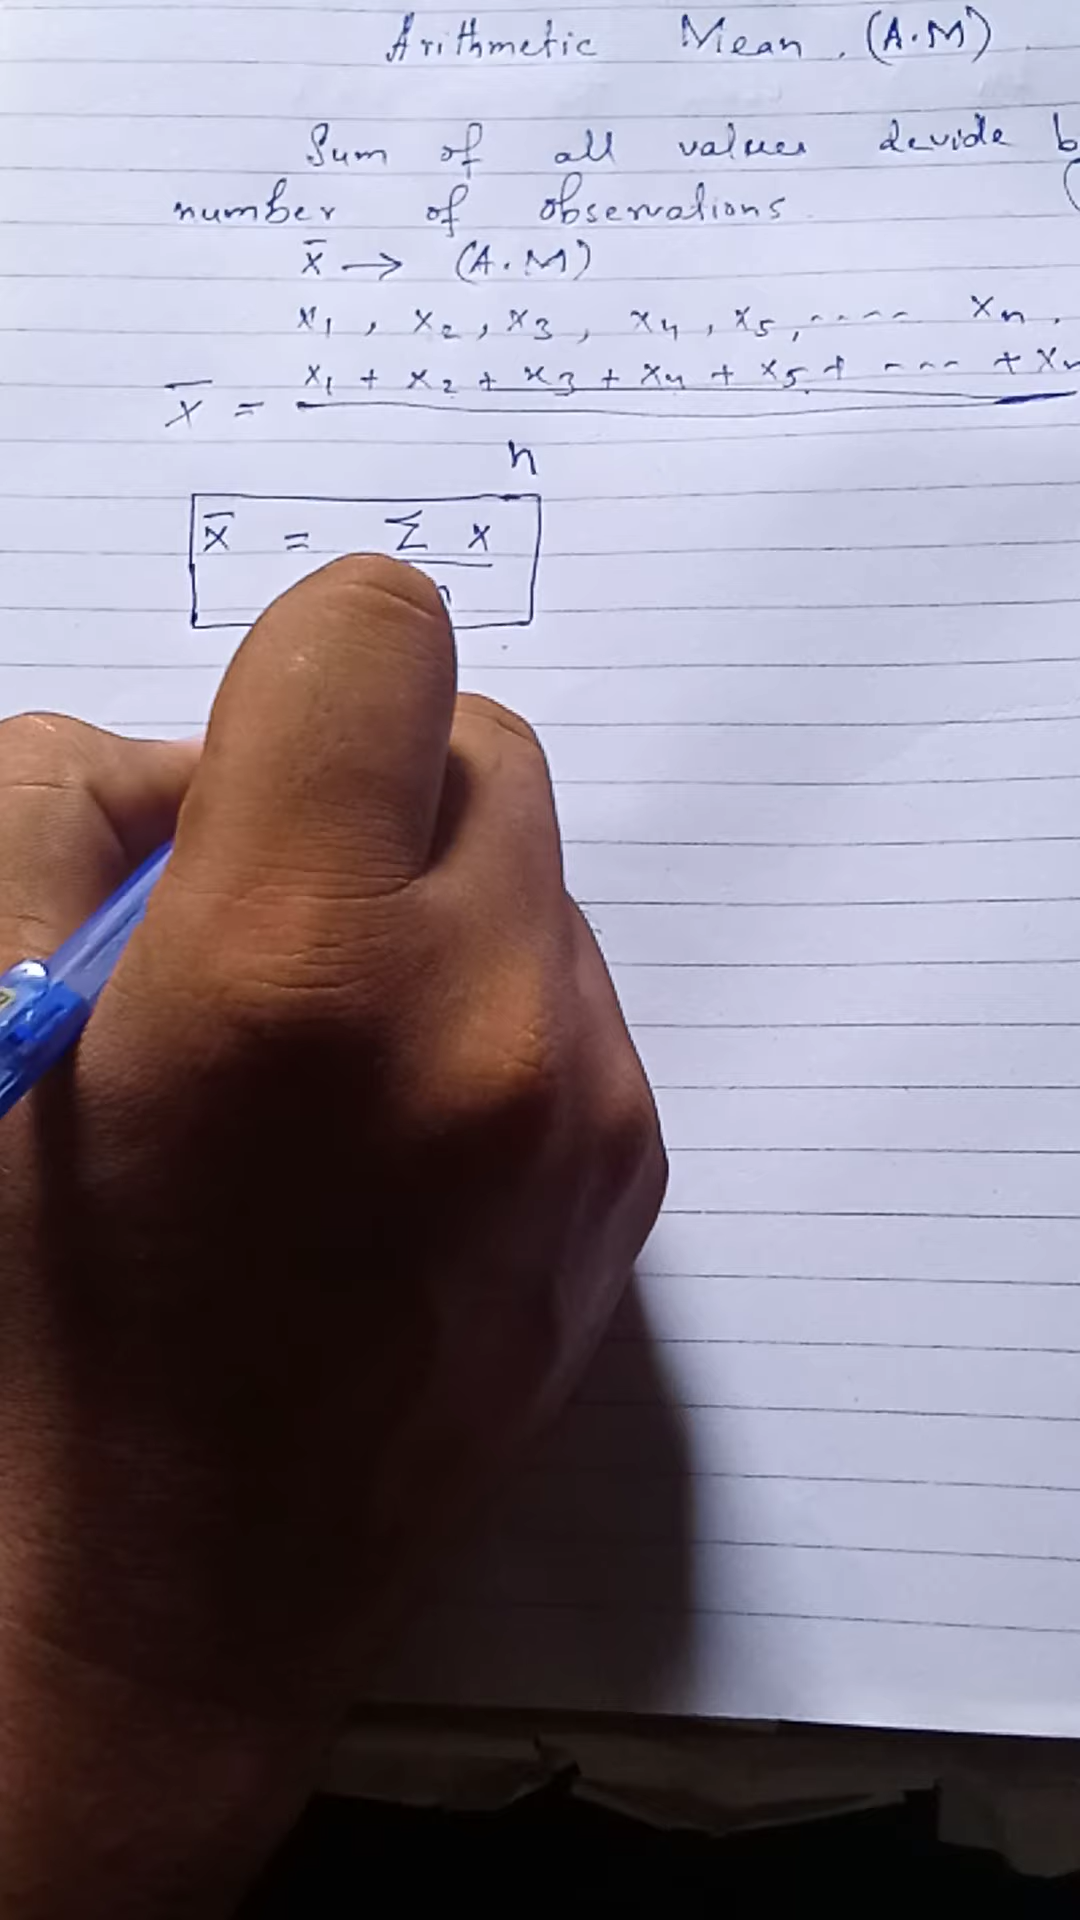 Arithmetic Mean. (A.M)
Sum of all values devide
number of observations
x̄ → (A.M)
x₁, x₂, x₃, x₄, x₅, ---- xₙ.
x̄ = x₁ + x₂ + x₃ + x₄ + x₅ + --- + xₙ
n
x̄ = Σ x
n